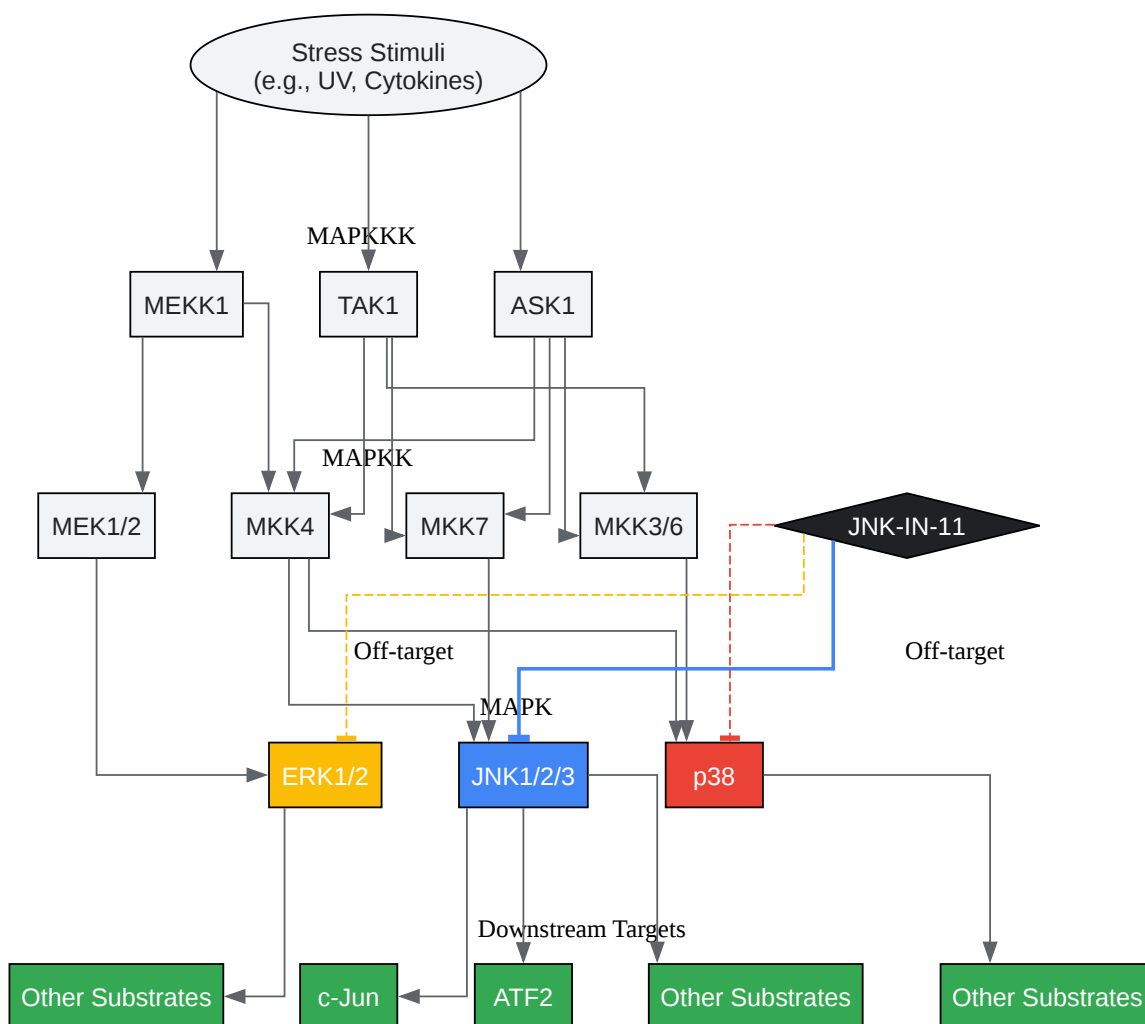 Stress Stimuli
(e.g., UV, Cytokines)
MAPKKK
MEKK1
TAK1
ASK1
MAPKK
MEK1/2
MKK4
MKK7
MKK3/6
JNK-IN-11
Off-target
Off-target
MAPK
ERK1/2
JNK1/2/3
p38
Downstream Targets
Other Substrates
c-Jun
ATF2
Other Substrates
Other Substrates